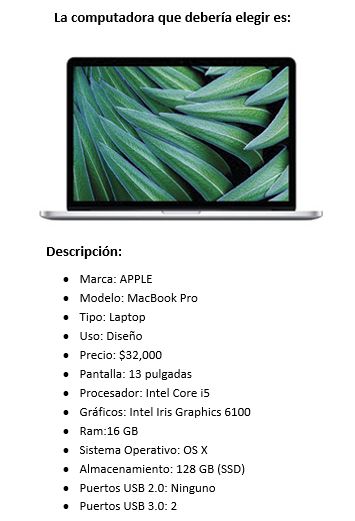 La computadora que debería elegir es:
Descripción:
• Marca: APPLE
• Modelo: MacBook Pro
• Tipo: Laptop
• Uso: Diseño
• Precio: $32,000
• Pantalla: 13 pulgadas
• Procesador: Intel Core i5
• Gráficos: Intel Iris Graphics 6100
• Ram:16 GB
• Sistema Operativo: OS X
• Almacenamiento: 128 GB (SSD)
• Puertos USB 2.0: Ninguno
• Puertos USB 3.0: 2